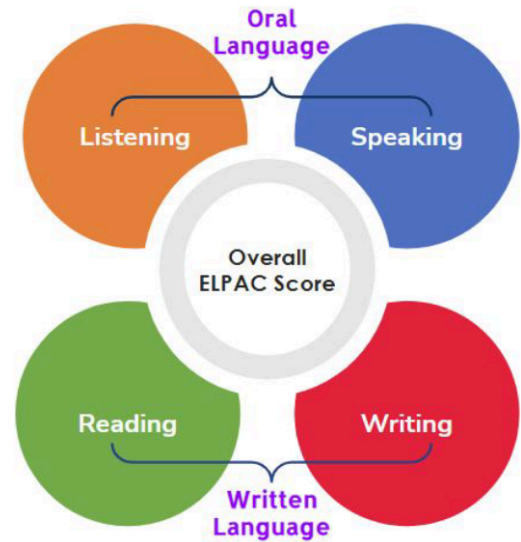 Oral
Language
Listening
Speaking
Overall
ELPAC Score
Reading
Writing
Written
Language